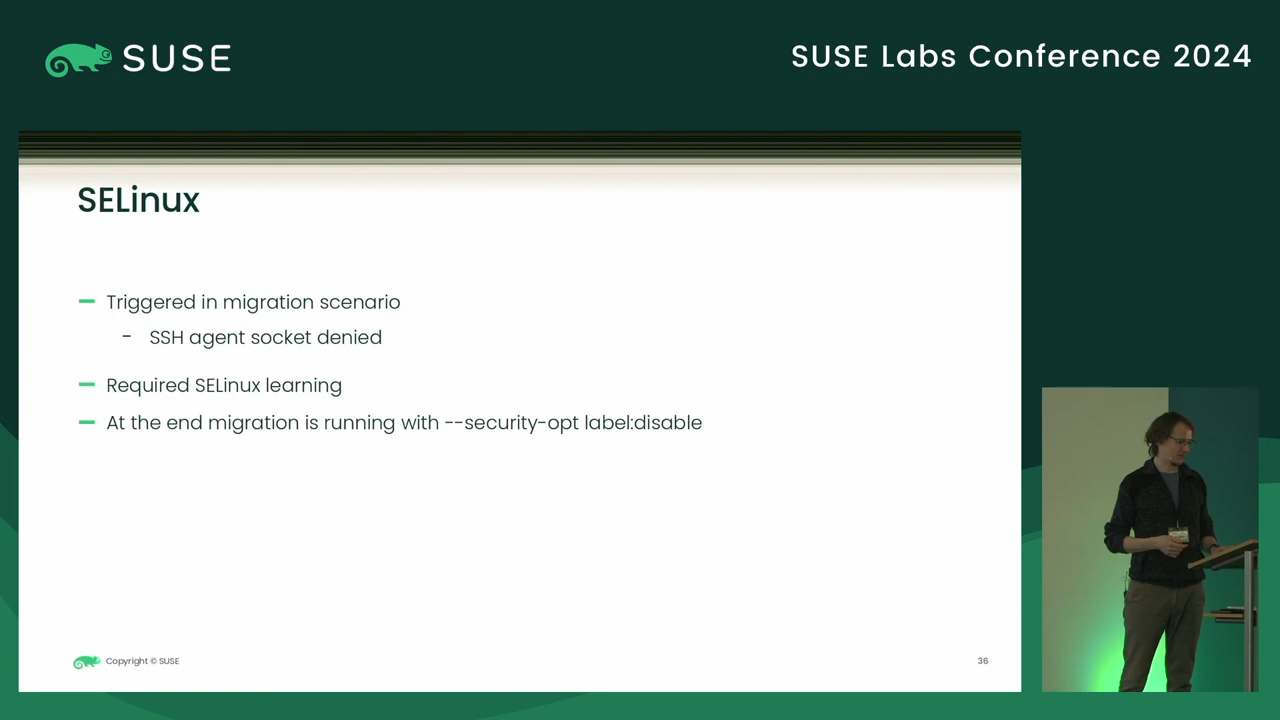 SUSE
SUSE Labs Conference 2024
SELinux
Triggered in migration scenario
- SSH agent socket denied
Required SELinux learning
At the end migration is running with --security-opt label:disable
Copyright © SUSE
36